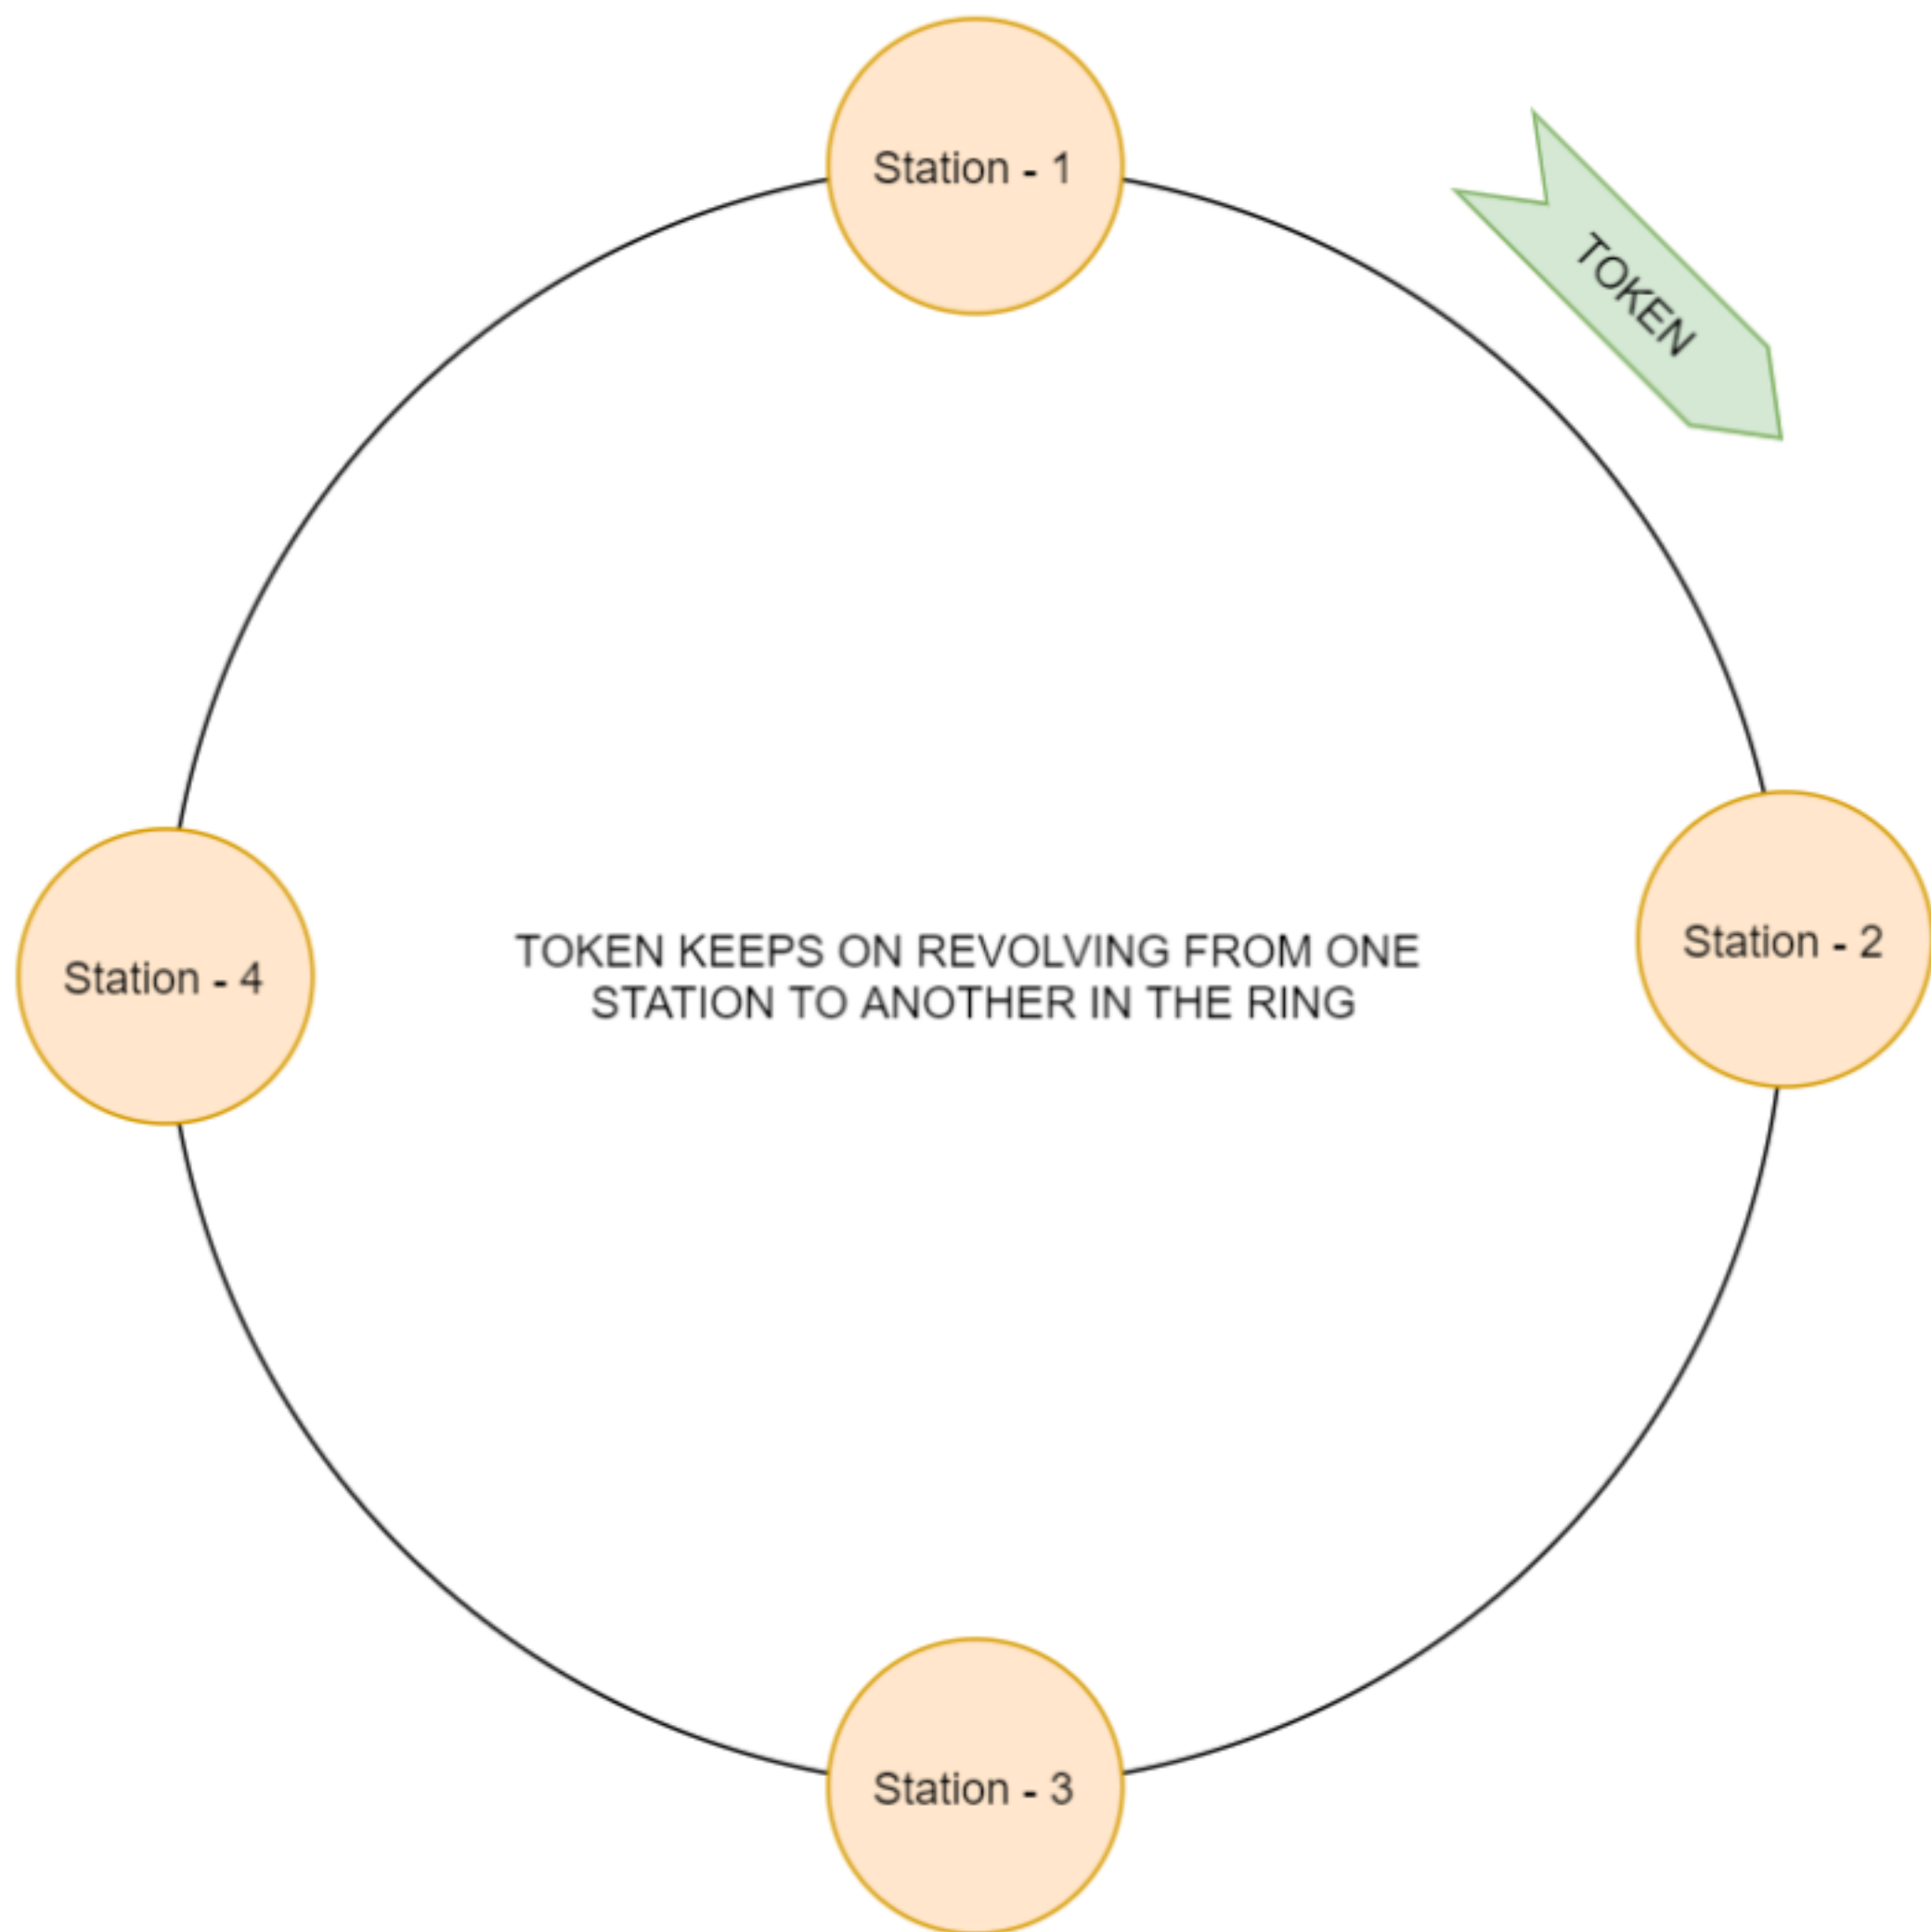 Station - 1
TOKEN
Station - 2
Station - 4
TOKEN KEEPS ON REVOLVING FROM ONE
STATION TO ANOTHER IN THE RING
Station - 3